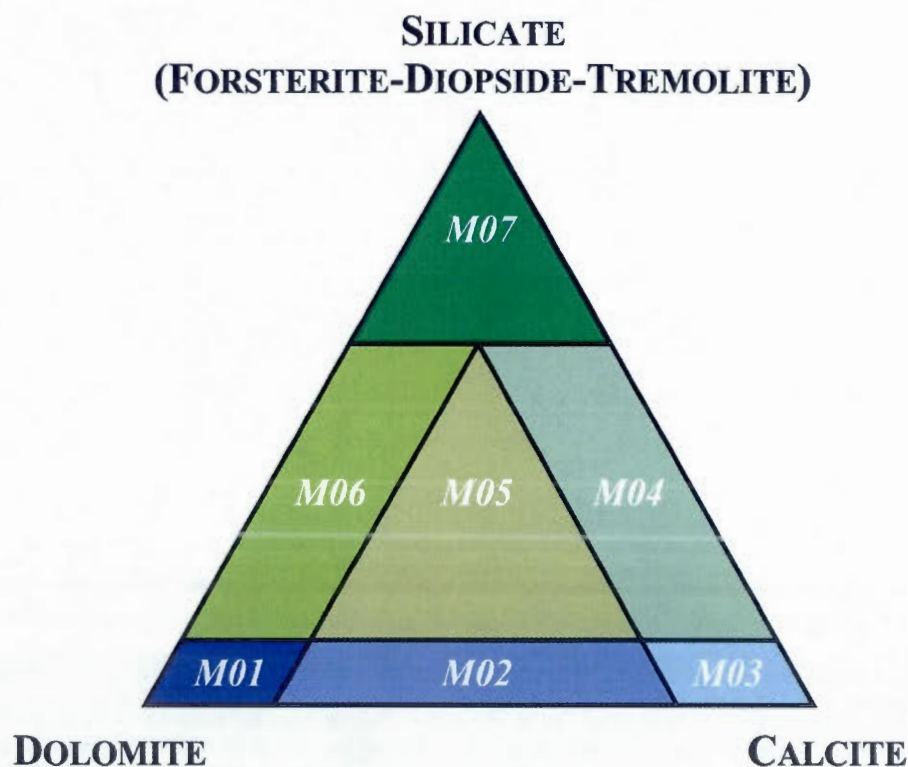 SILICATE
(FORSTERITE-DIOPSIDE-TREMOLITE)
M07
M06 M05 M04
M01 M02 M03
DOLOMITE CALCITE